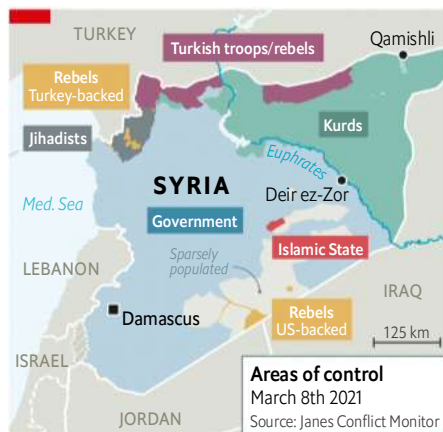 TURKEY
Turkish troops/rebels
Qamishli
Rebels
Turkey-backed
Jihadists
Kurds
Euphrates
SYRIA
Deir ez-Zor
Med. Sea
Government
Islamic State
Sparsely
populated
LEBANON
IRAQ
Rebels
US-backed
Damascus
125 km
ISRAEL
JORDAN
Areas of control
March 8th 2021
Source: Janes Conflict Monitor